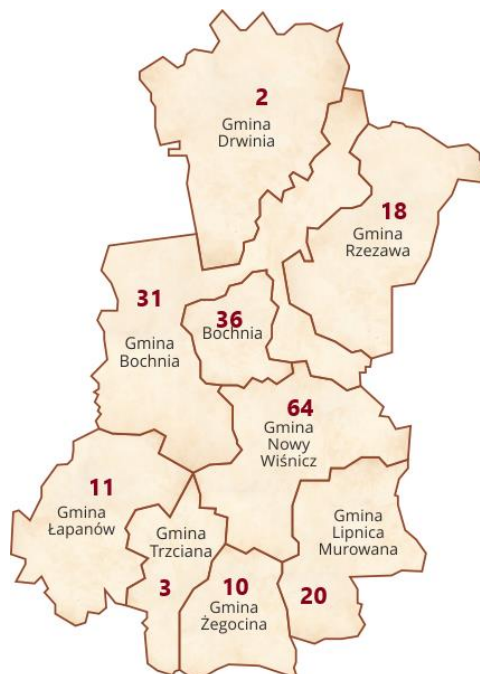 2
Gmina
Drwinia
18
Gmina
Rzezawa
31
Gmina
Bochnia
36
Bochnia
64
Gmina
Nowy
Wiśnicz
11
Gmina
Łapanów
Gmina
Trzciana
3
10
Gmina
Żegocina
Gmina
Lipnica
Murowana
20